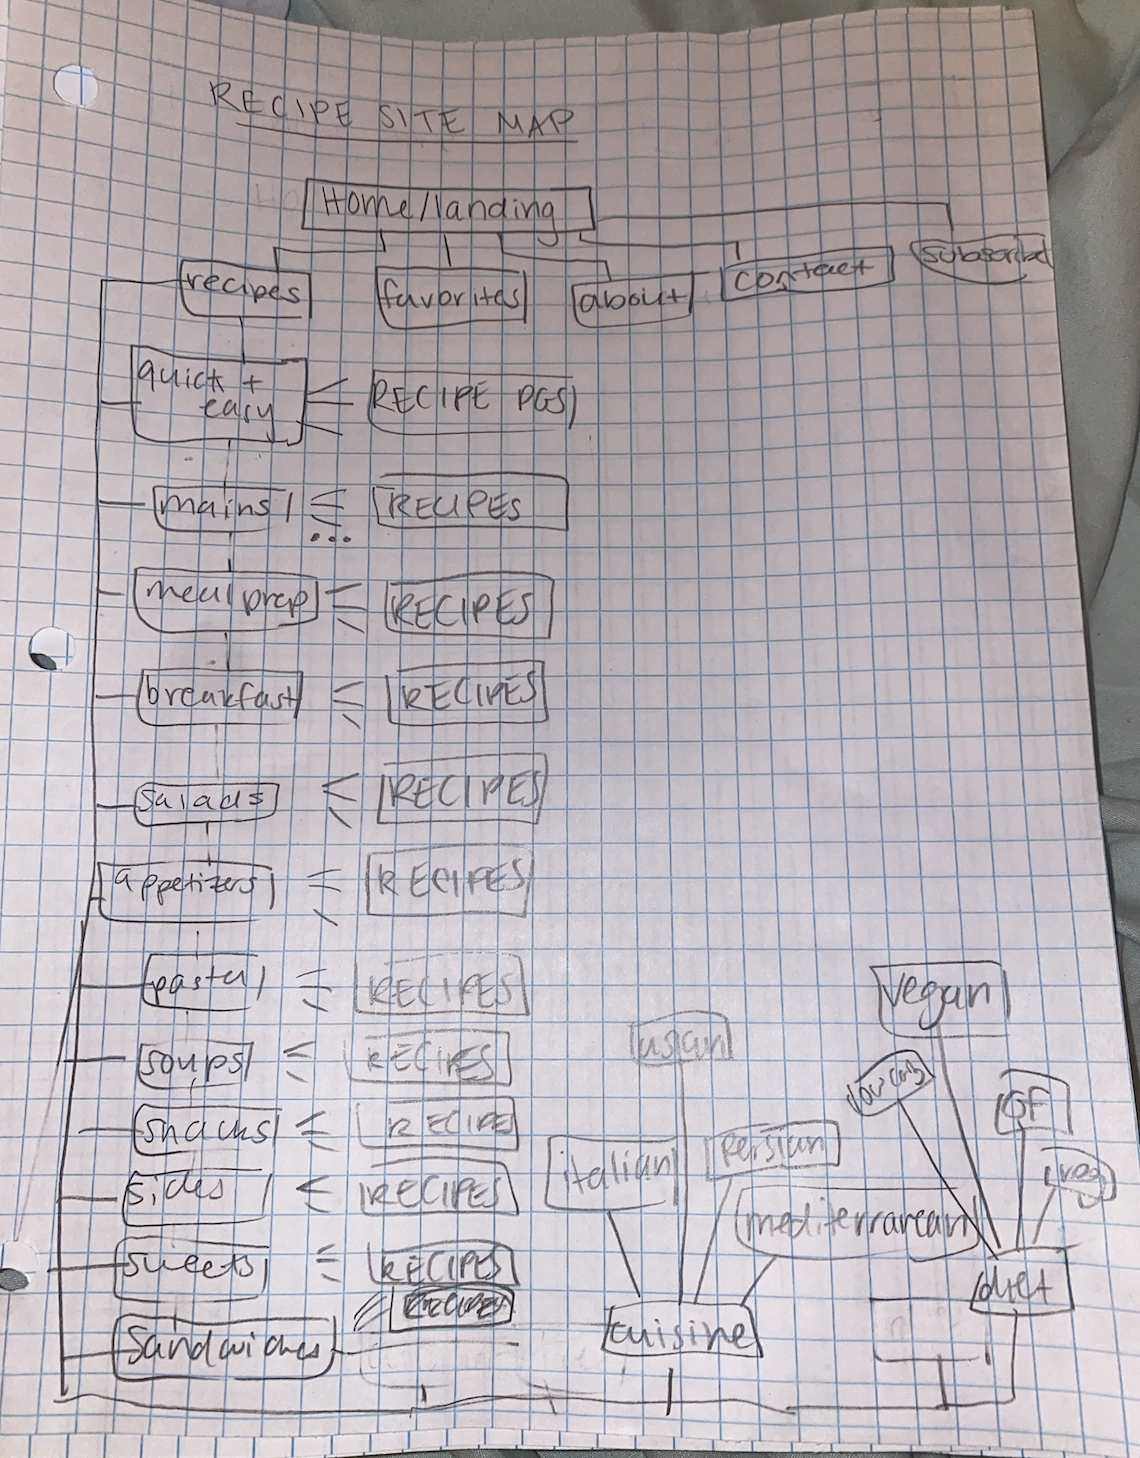 RECIPE SITE MAP
Home/landing
recipes
favorites
about
contact
subscribe
quick +
easy
RECIPE PGS
mains
RECIPES
...
meal prep
RECIPES
breakfast
RECIPES
salads
RECIPES
appetizers
RECIPES
pasta
RECIPES
soups
RECIPES
snacks
RECIPE
sides
RECIPES
sweets
RECIPES
RECIPES
sandwiches
asian
italian
persian
mediterranean
cuisine
vegan
low carb
GF
veg
diet